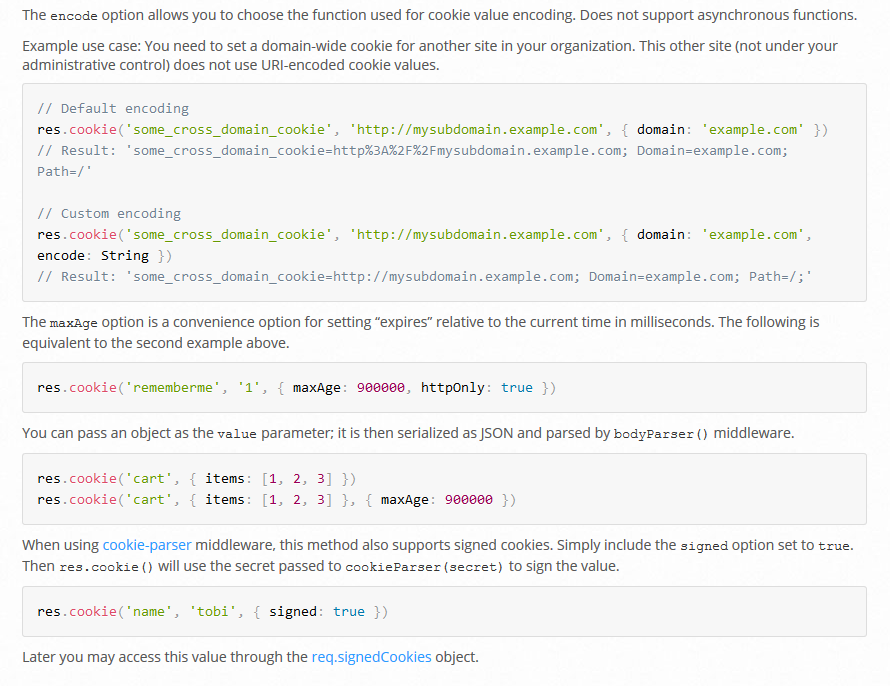 The encode option allows you to choose the function used for cookie value encoding. Does not support asynchronous functions.
Example use case: You need to set a domain-wide cookie for another site in your organization. This other site (not under your
administrative control) does not use URI-encoded cookie values.
// Default encoding
res.cookie('some_cross_domain_cookie', 'http://mysubdomain.example.com', { domain: 'example.com' })
// Result: 'some_cross_domain_cookie=http%3A%2F%2Fmysubdomain.example.com; Domain=example.com;
Path=/'
// Custom encoding
res.cookie('some_cross_domain_cookie', 'http://mysubdomain.example.com', { domain: 'example.com',
encode: String })
// Result: 'some_cross_domain_cookie=http://mysubdomain.example.com; Domain=example.com; Path=/;'
The maxAge option is a convenience option for setting “expires” relative to the current time in milliseconds. The following is
equivalent to the second example above.
res.cookie('rememberme', '1', { maxAge: 900000, httpOnly: true })
You can pass an object as the value parameter; it is then serialized as JSON and parsed by bodyParser() middleware.
res.cookie('cart', { items: [1, 2, 3] })
res.cookie('cart', { items: [1, 2, 3] }, { maxAge: 900000 })
When using cookie-parser middleware, this method also supports signed cookies. Simply include the signed option set to true.
Then res.cookie() will use the secret passed to cookieParser(secret) to sign the value.
res.cookie('name', 'tobi', { signed: true })
Later you may access this value through the req.signedCookies object.